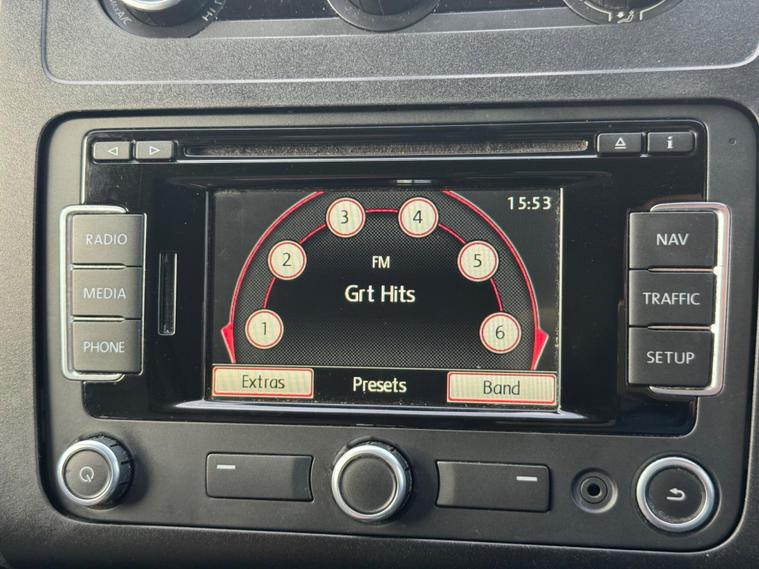 A/C
i
15:53
3
4
2
5
FM
Grt Hits
1
6
RADIO
MEDIA
PHONE
NAV
TRAFFIC
SETUP
Extras
Presets
Band